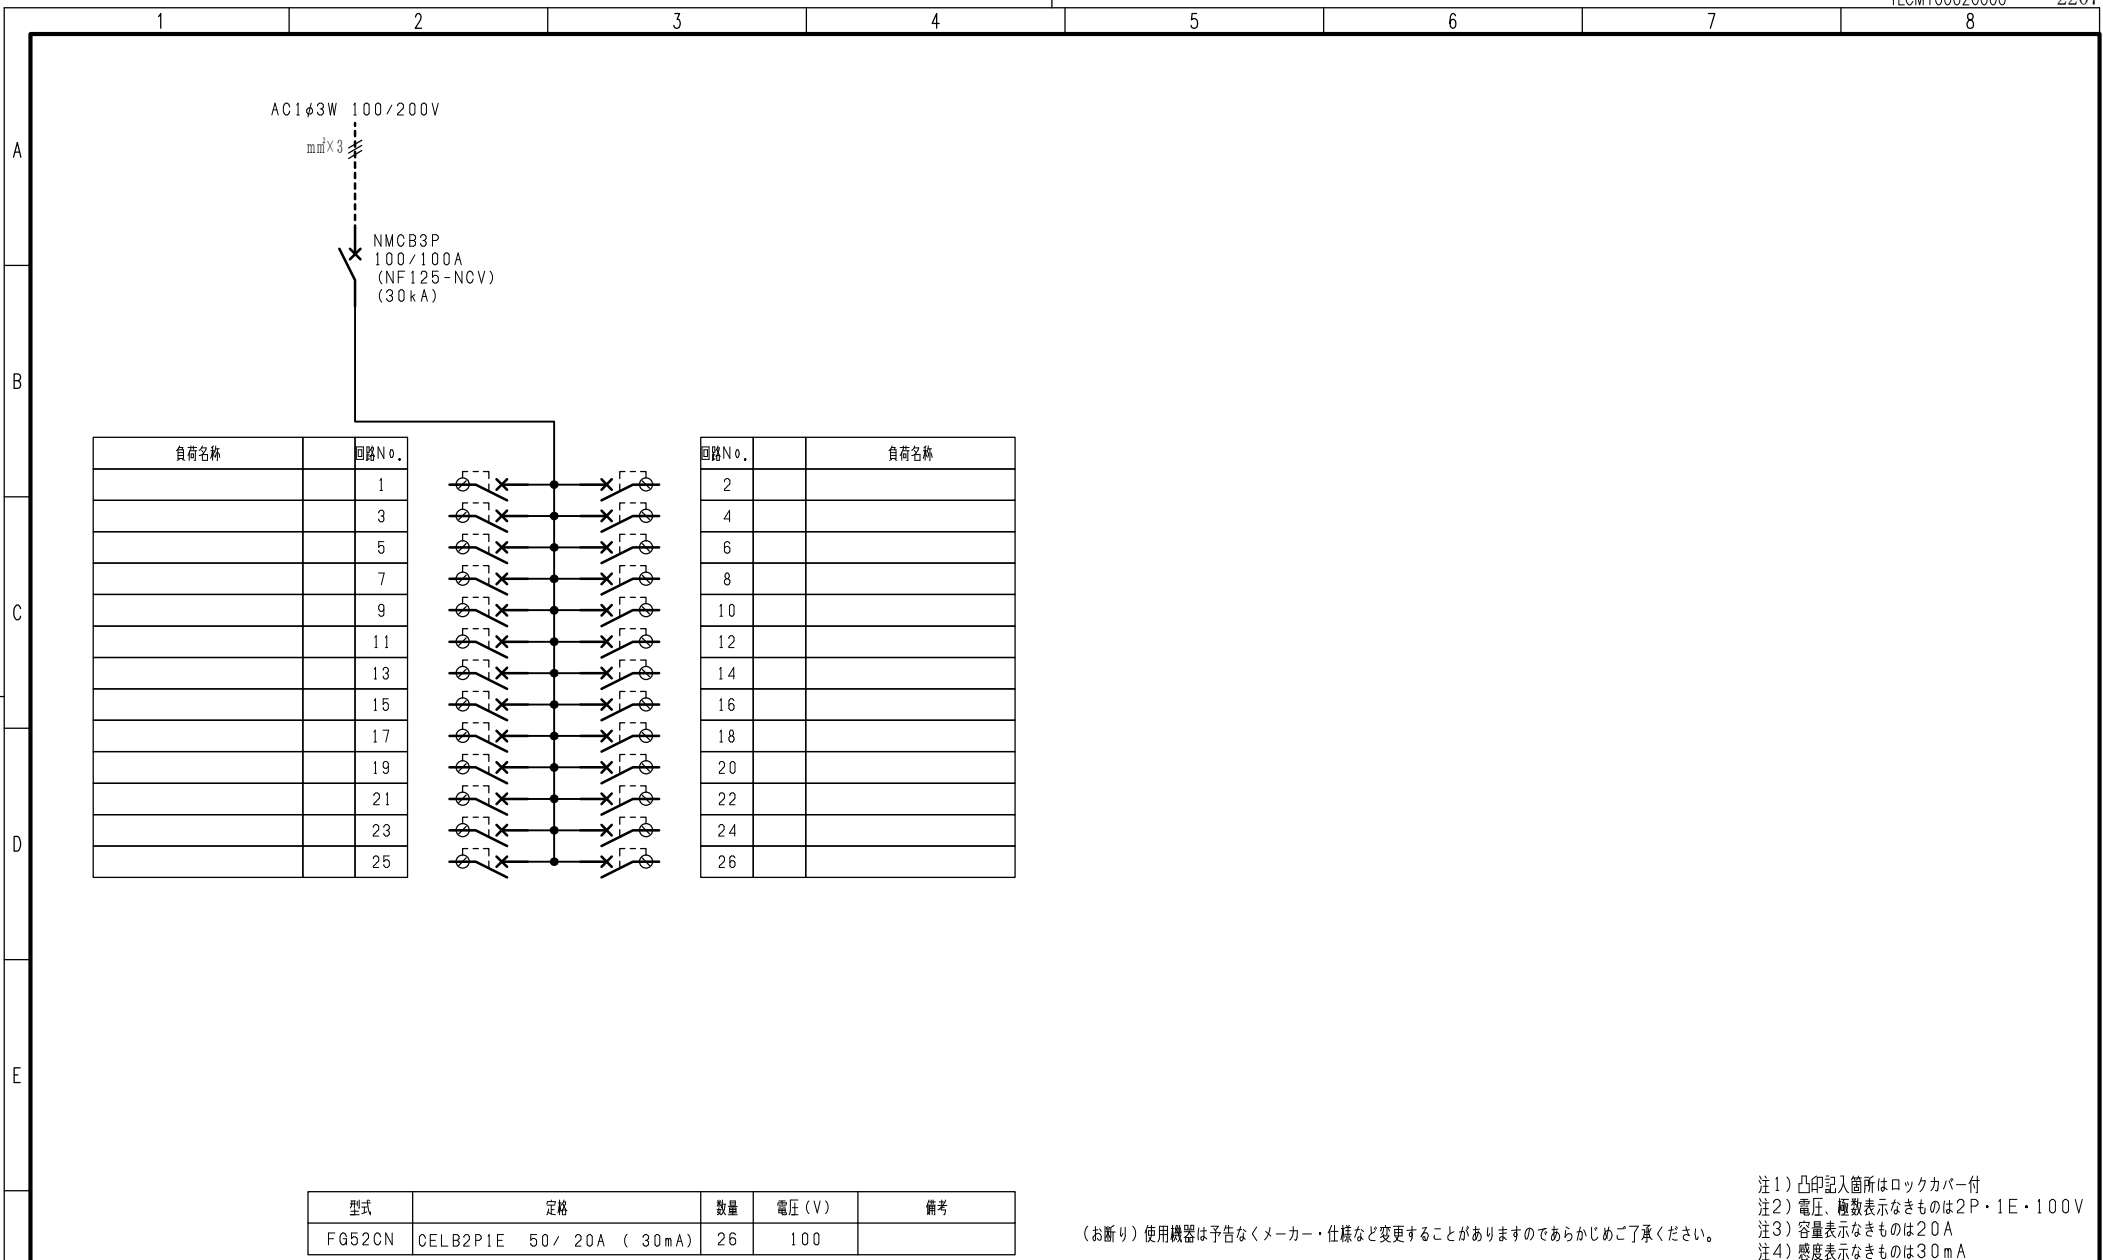 2207
1 2 3 4 5 6 7 8
A
B
C
D
E
AC1φ3W 100/200V
mm²×3
NMCB3P
100/100A
(NF125-NCV)
(30kA)
負荷名称 回路No. 回路No. 負荷名称
1 2
3 4
5 6
7 8
9 10
11 12
13 14
15 16
17 18
19 20
21 22
23 24
25 26
型式 定格 数量 電圧(V) 備考
FG52CN CELB2P1E 50/ 20A ( 30mA) 26 100
(お断り)使用機器は予告なくメーカー・仕様など変更することがありますのであらかじめご了承ください。
注1)凸印記入箇所はロックカバー付
注2)電圧、極数表示なきものは2P・1E・100V
注3)容量表示なきものは20A
注4)感度表示なきものは30mA